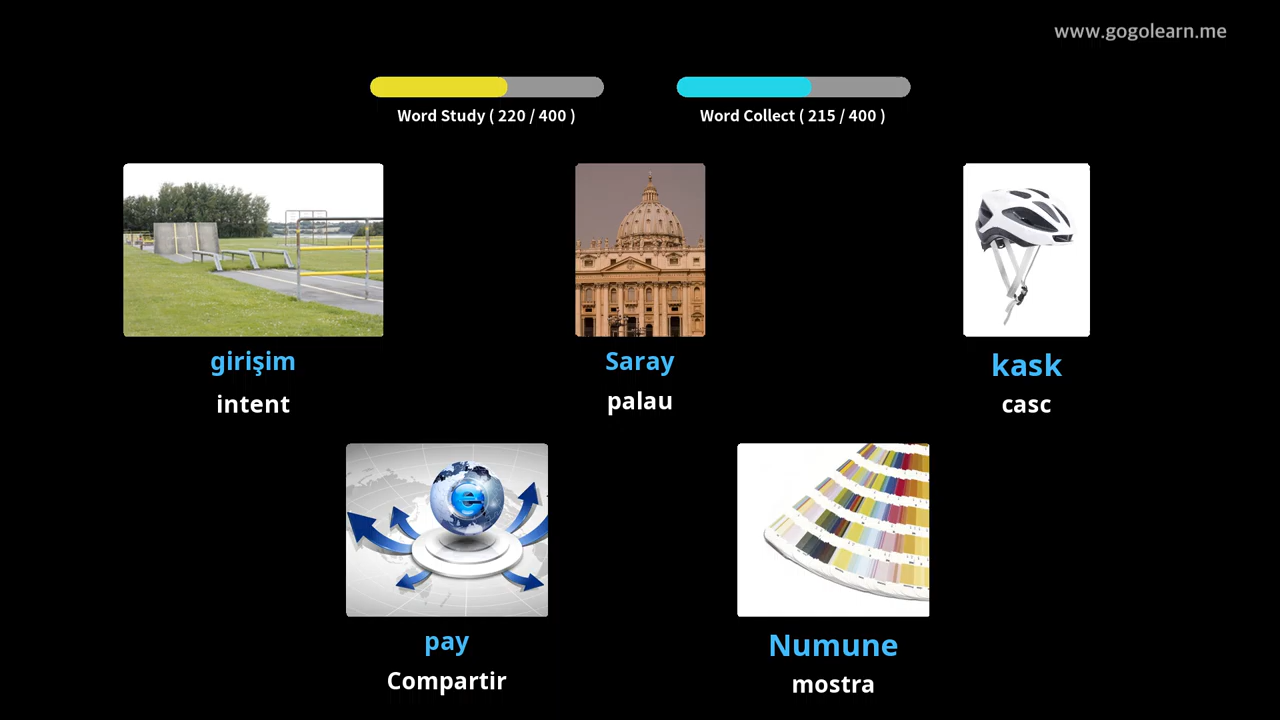 www.gogolearn.me
Word Study ( 220 / 400 )
Word Collect ( 215 / 400 )
girişim
intent
Saray
palau
kask
casc
e
pay
Compartir
Numune
mostra